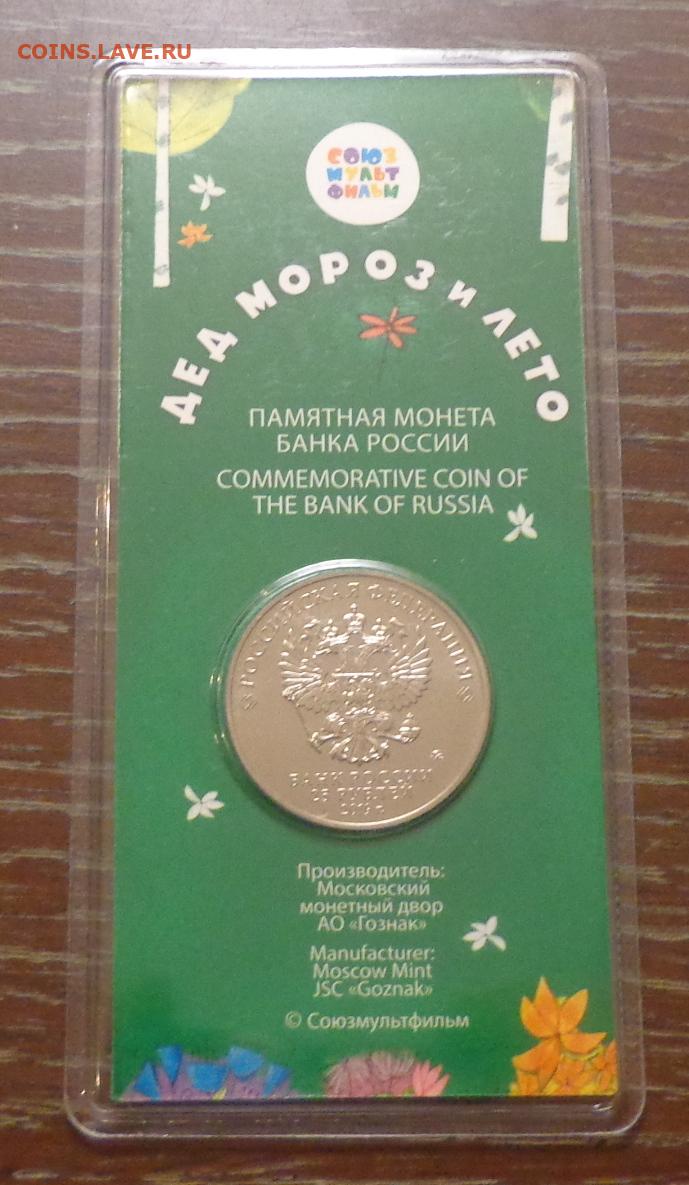 COINS.LAVE.RU
СОЮЗ
МУЛЬТ
ФИЛЬМ
ДЕД МОРОЗ и ЛЕТО
ПАМЯТНАЯ МОНЕТА
БАНКА РОССИИ
COMMEMORATIVE COIN OF
THE BANK OF RUSSIA
РОССИЙСКАЯ ФЕДЕРАЦИЯ
БАНК РОССИИ
25 РУБЛЕЙ
2019 г.
Производитель:
Московский
монетный двор
АО «Гознак»
Manufacturer:
Moscow Mint
JSC «Goznak»
© Союзмультфильм